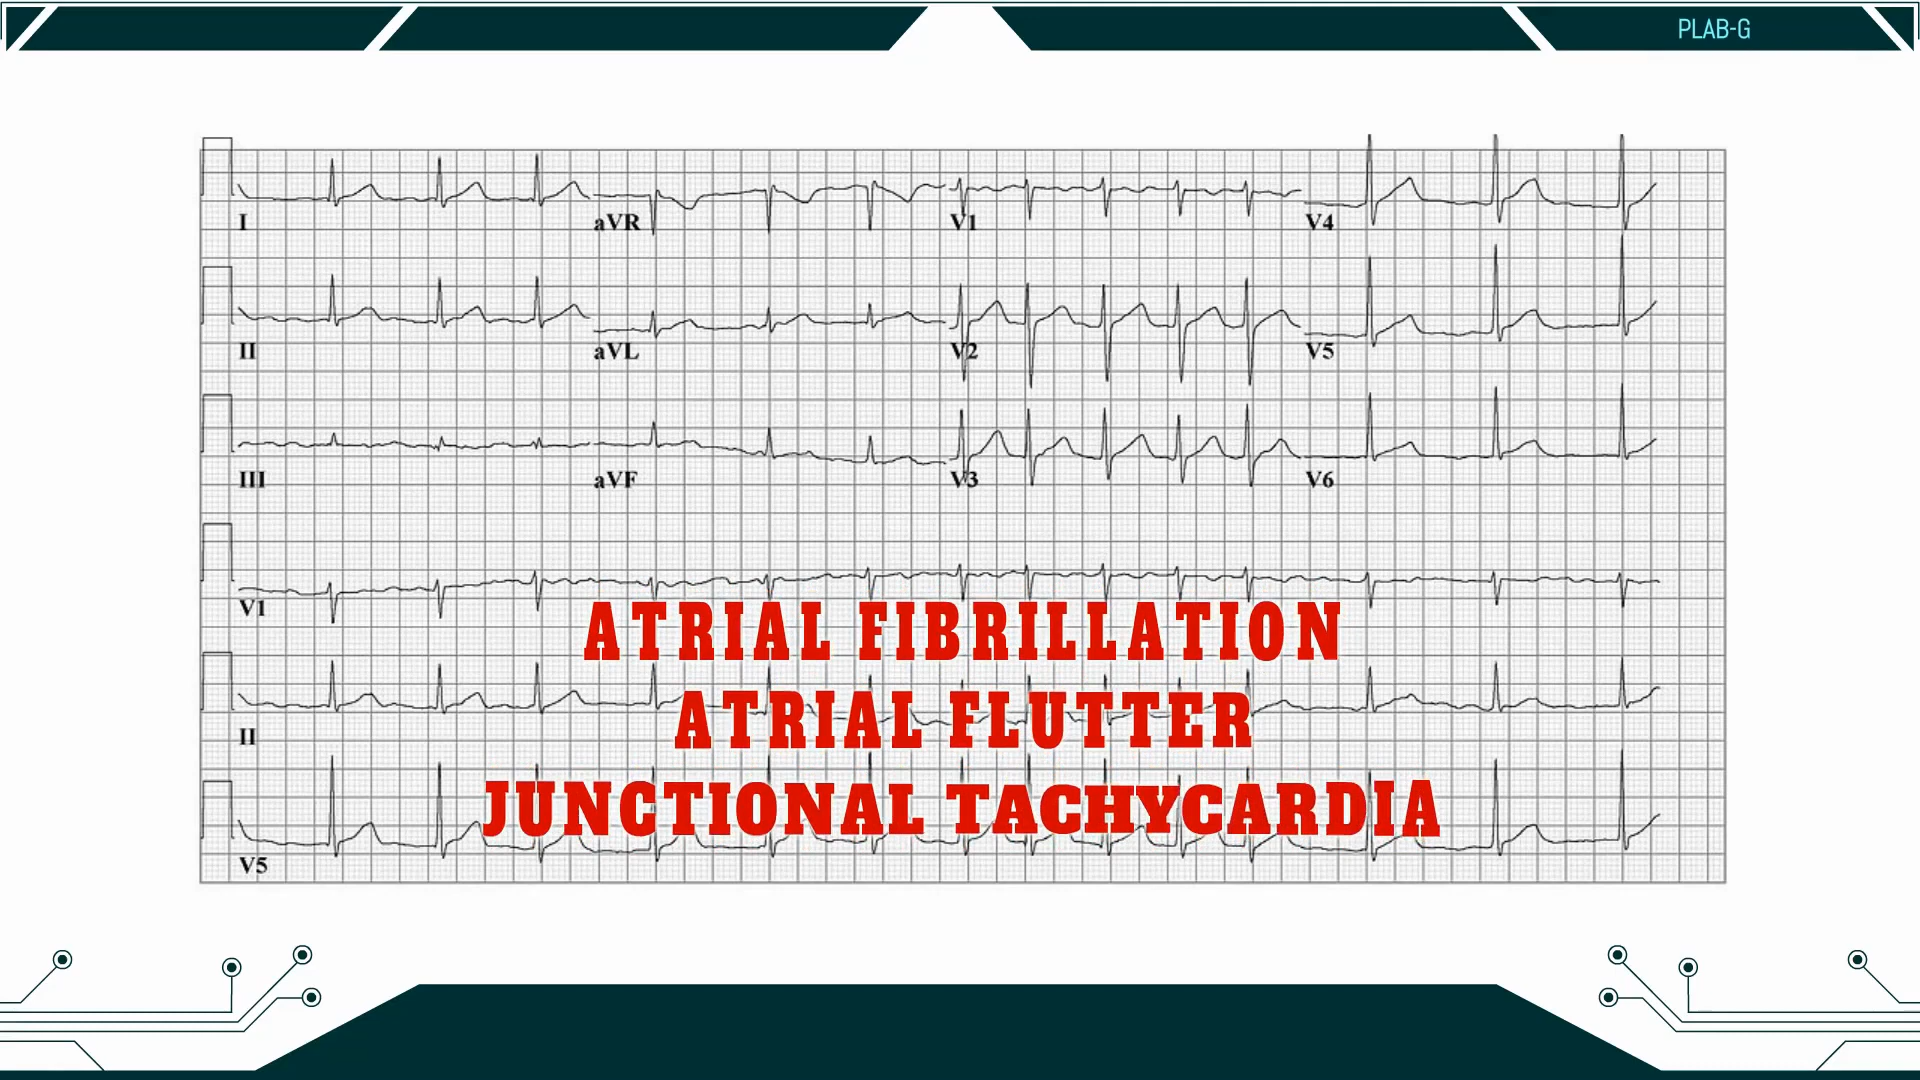 PLAB-G
I aVR V1 V4
II aVL V2 V5
III aVF V3 V6
V1
ATRIAL FIBRILLATION
ATRIAL FLUTTER
II
JUNCTIONAL TACHYCARDIA
V5